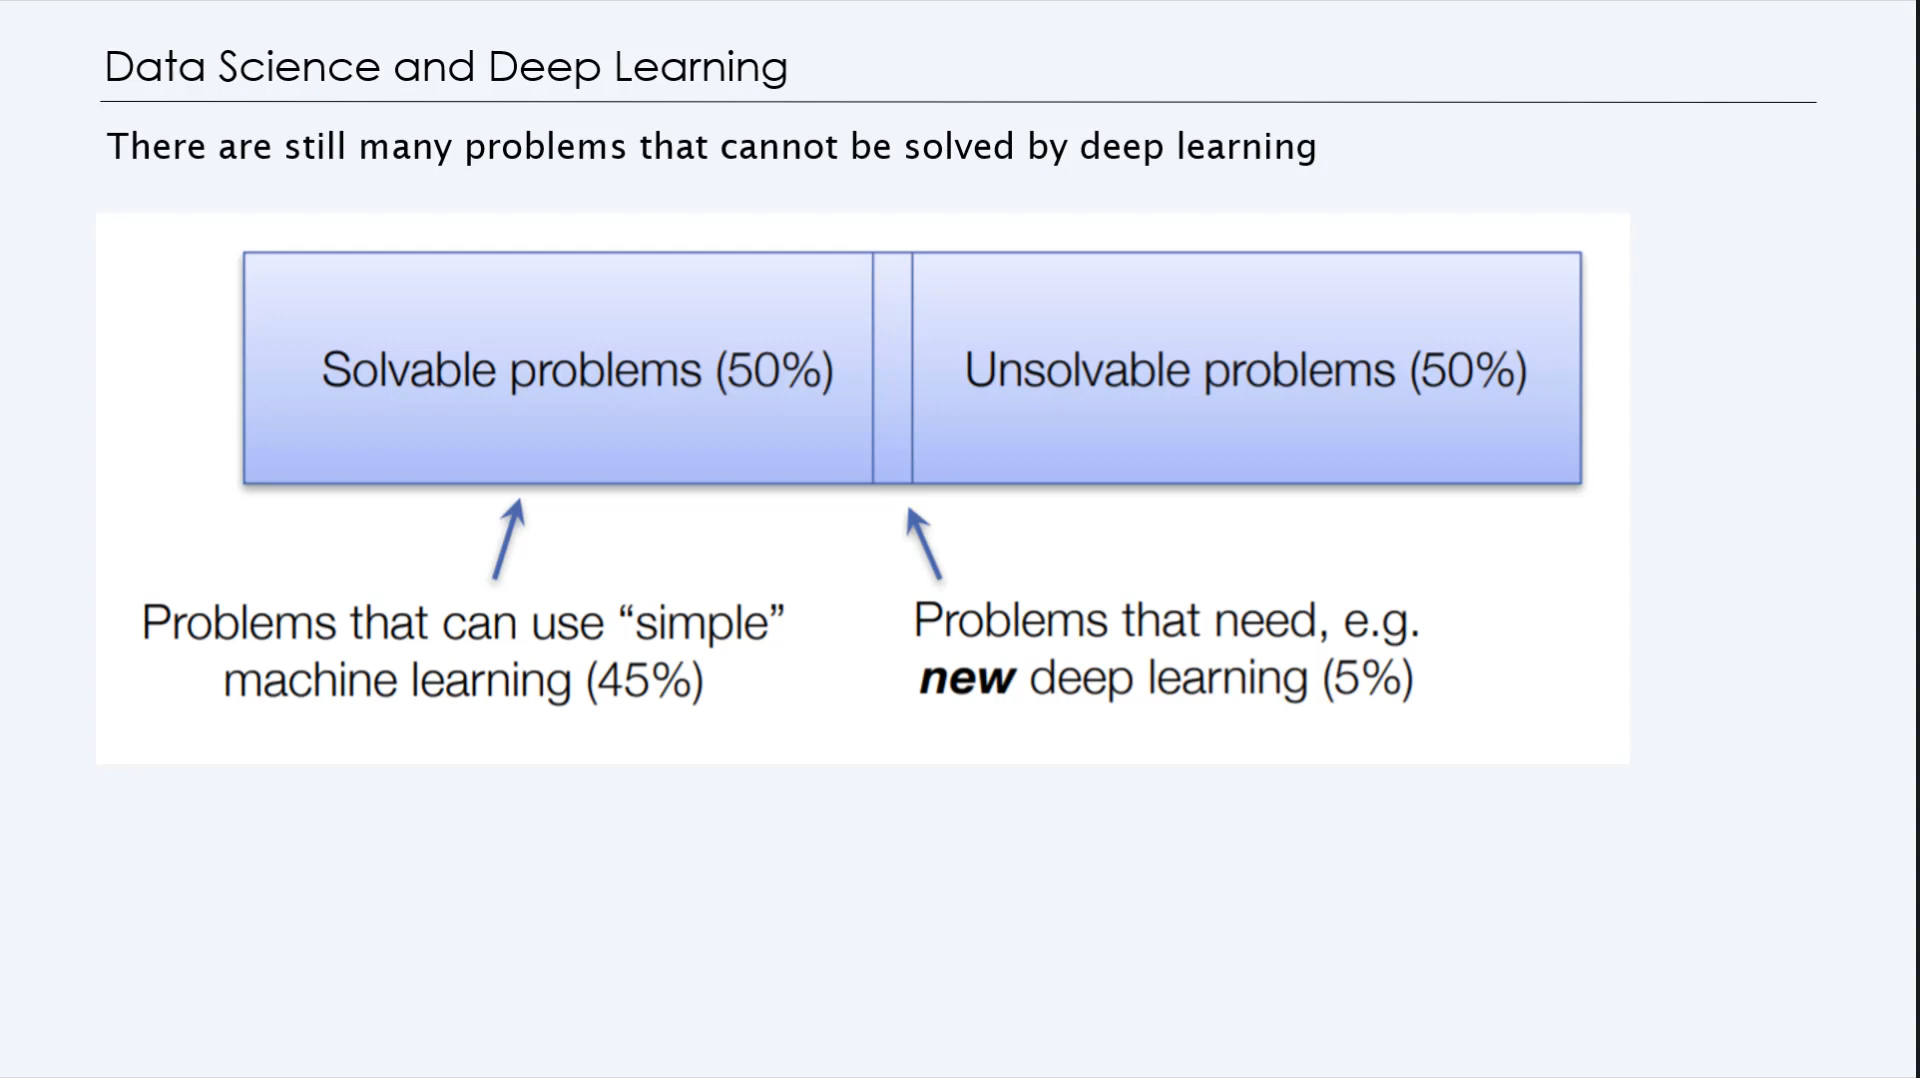 Data Science and Deep Learning
There are still many problems that cannot be solved by deep learning
Solvable problems (50%)
Unsolvable problems (50%)
Problems that can use “simple”
machine learning (45%)
Problems that need, e.g.
new deep learning (5%)